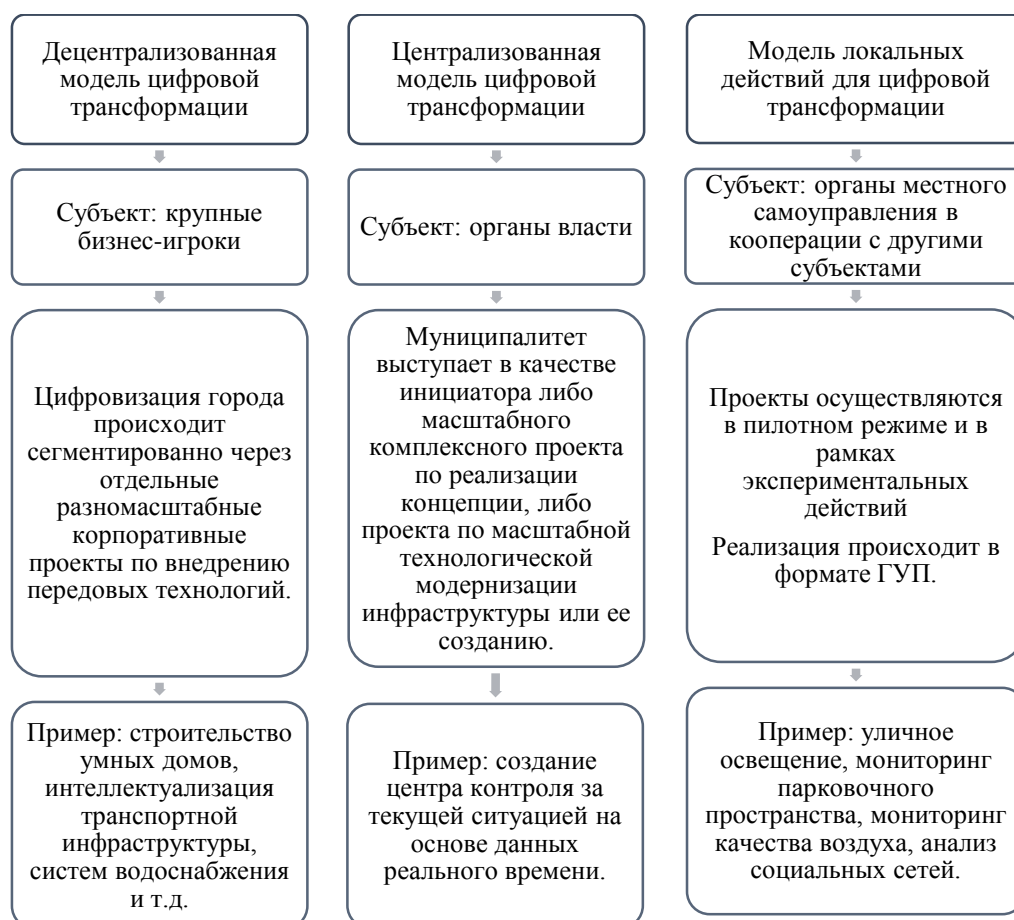 Децентрализованная
модель цифровой
трансформации
Субъект: крупные
бизнес-игроки
Цифровизация города
происходит
сегментированно через
отдельные
разномасштабные
корпоративные
проекты по внедрению
передовых технологий.
Пример: строительство
умных домов,
интеллектуализация
транспортной
инфраструктуры,
систем водоснабжения
и т.д.
Централизованная
модель цифровой
трансформации
Субъект: органы власти
Муниципалитет
выступает в качестве
инициатора либо
масштабного
комплексного проекта
по реализации
концепции, либо
проекта по масштабной
технологической
модернизации
инфраструктуры или ее
созданию.
Пример: создание
центра контроля за
текущей ситуацией на
основе данных
реального времени.
Модель локальных
действий для цифровой
трансформации
Субъект: органы местного
самоуправления в
кооперации с другими
субъектами
Проекты осуществляются
в пилотном режиме и в
рамках
экспериментальных
действий
Реализация происходит в
формате ГУП.
Пример: уличное
освещение, мониторинг
парковочного
пространства, мониторинг
качества воздуха, анализ
социальных сетей.